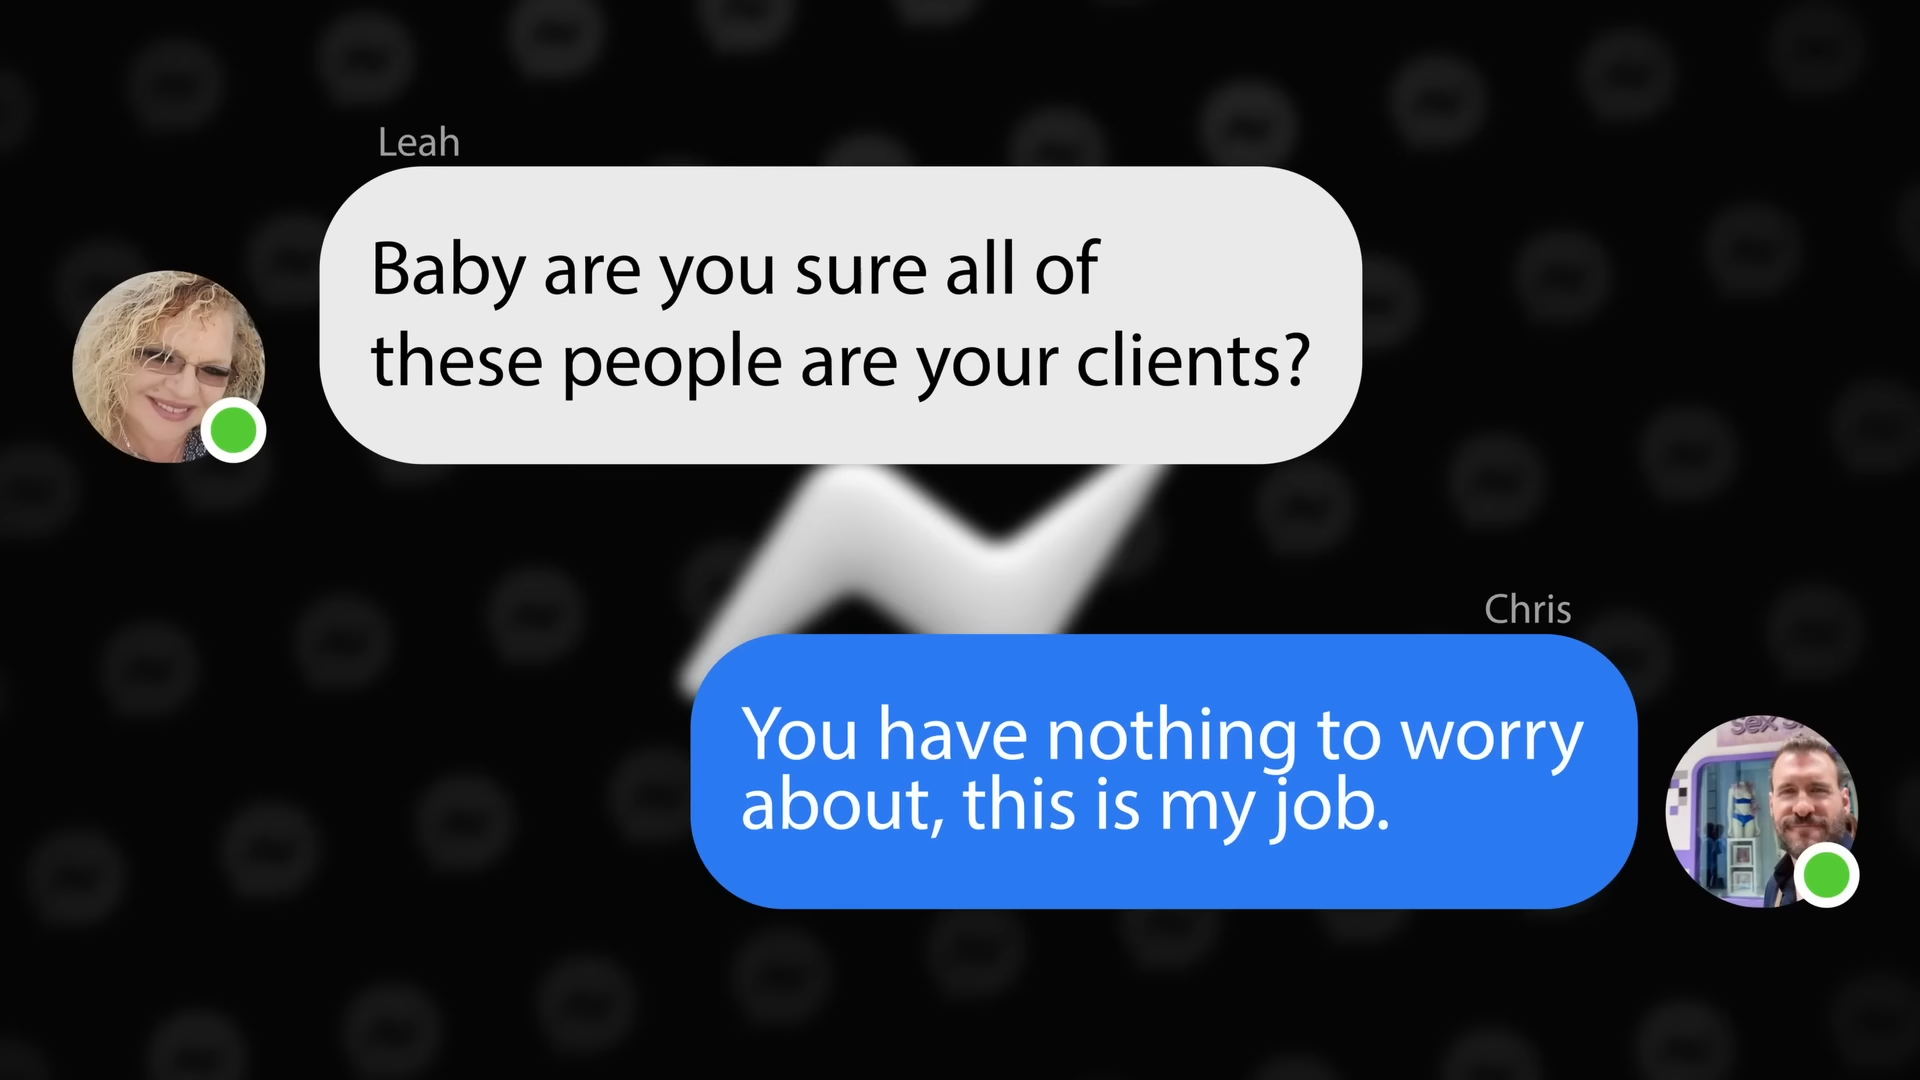 Leah
Baby are you sure all of
these people are your clients?
Chris
You have nothing to worry
about, this is my job.